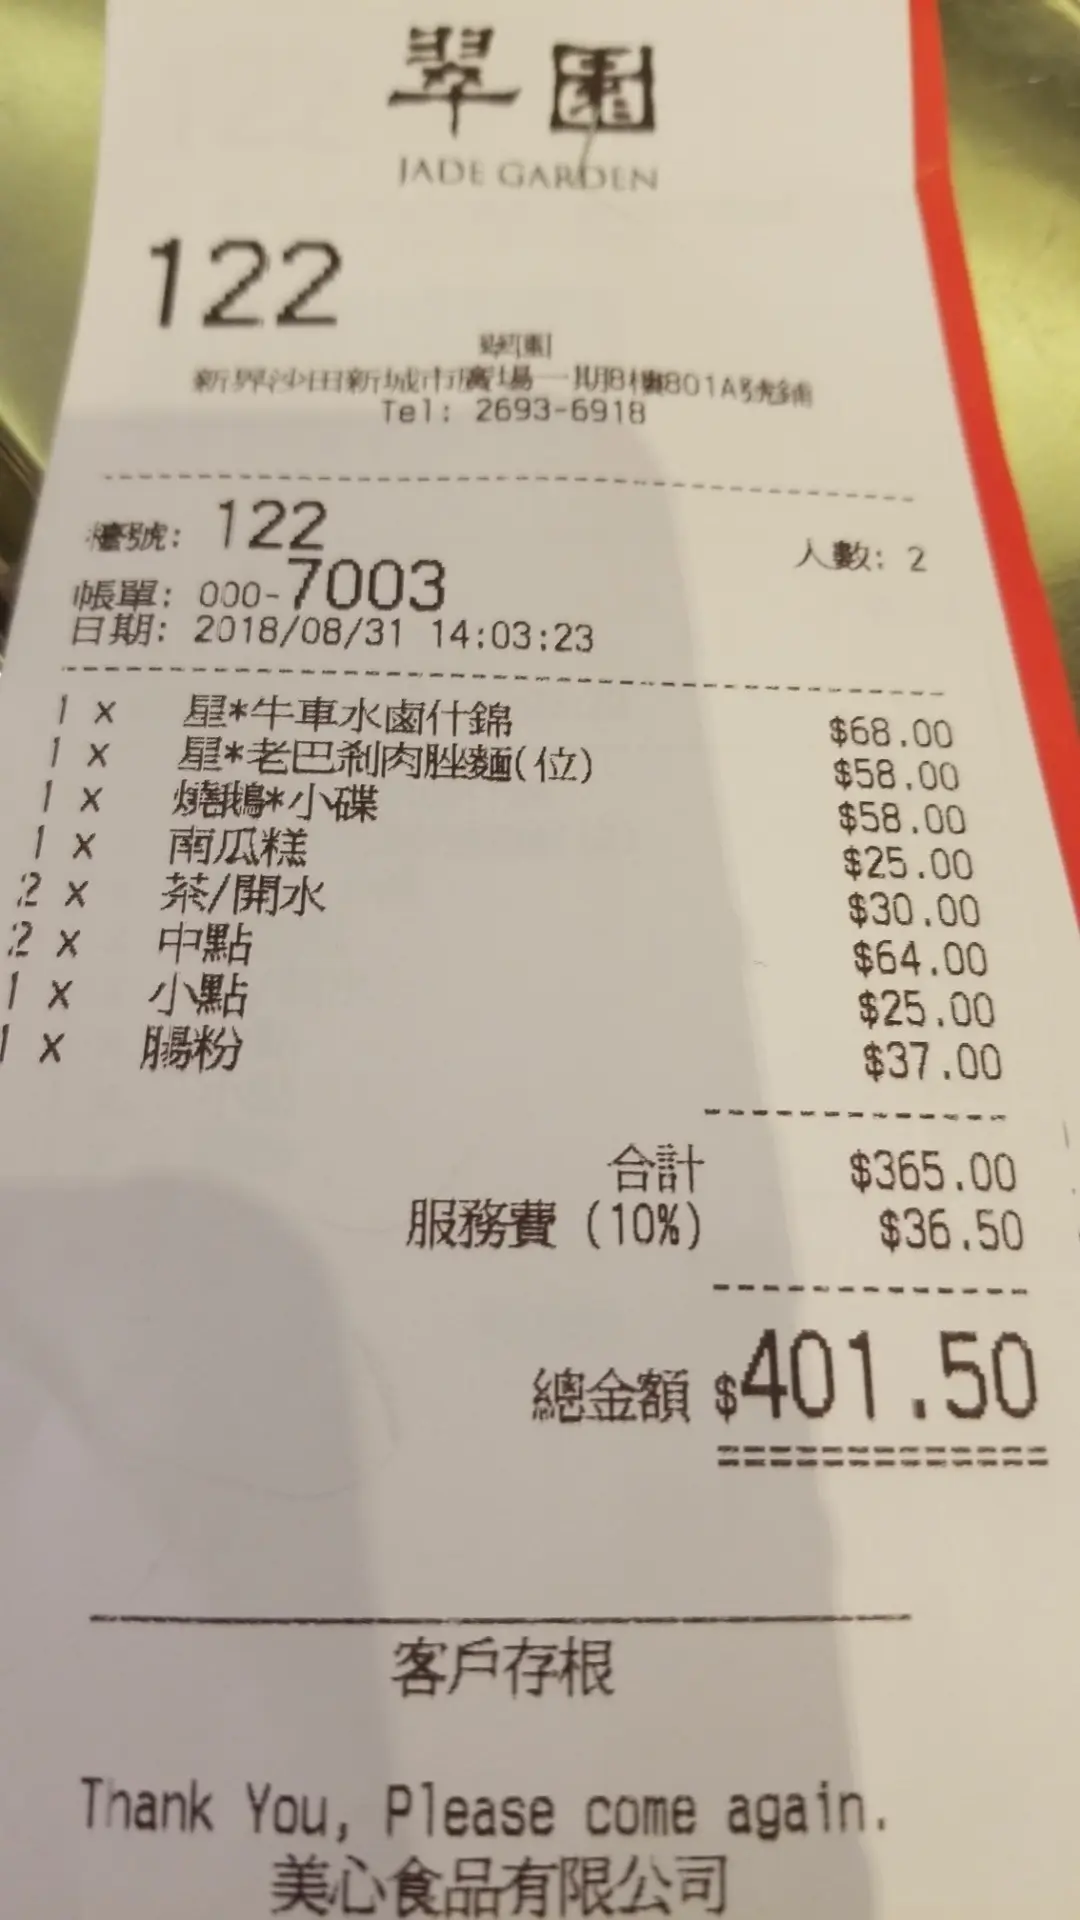 翠園
JADE GARDEN
122
翠園
新界沙田新城市廣場一期8樓801A號鋪
Tel: 2693-6918
檯號: 122
人數: 2
帳單: 000-7003
日期: 2018/08/31 14:03:23
1 x 星*牛車水鹵什錦 $68.00
1 x 星*老巴剎肉脞麵(位) $58.00
1 x 燒鵝*小碟 $58.00
1 x 南瓜糕 $25.00
2 x 茶/開水 $30.00
2 x 中點 $64.00
1 x 小點 $25.00
1 x 腸粉 $37.00
合計 $365.00
服務費 (10%) $36.50
總金額 $401.50
客戶存根
Thank You, Please come again.
美心食品有限公司